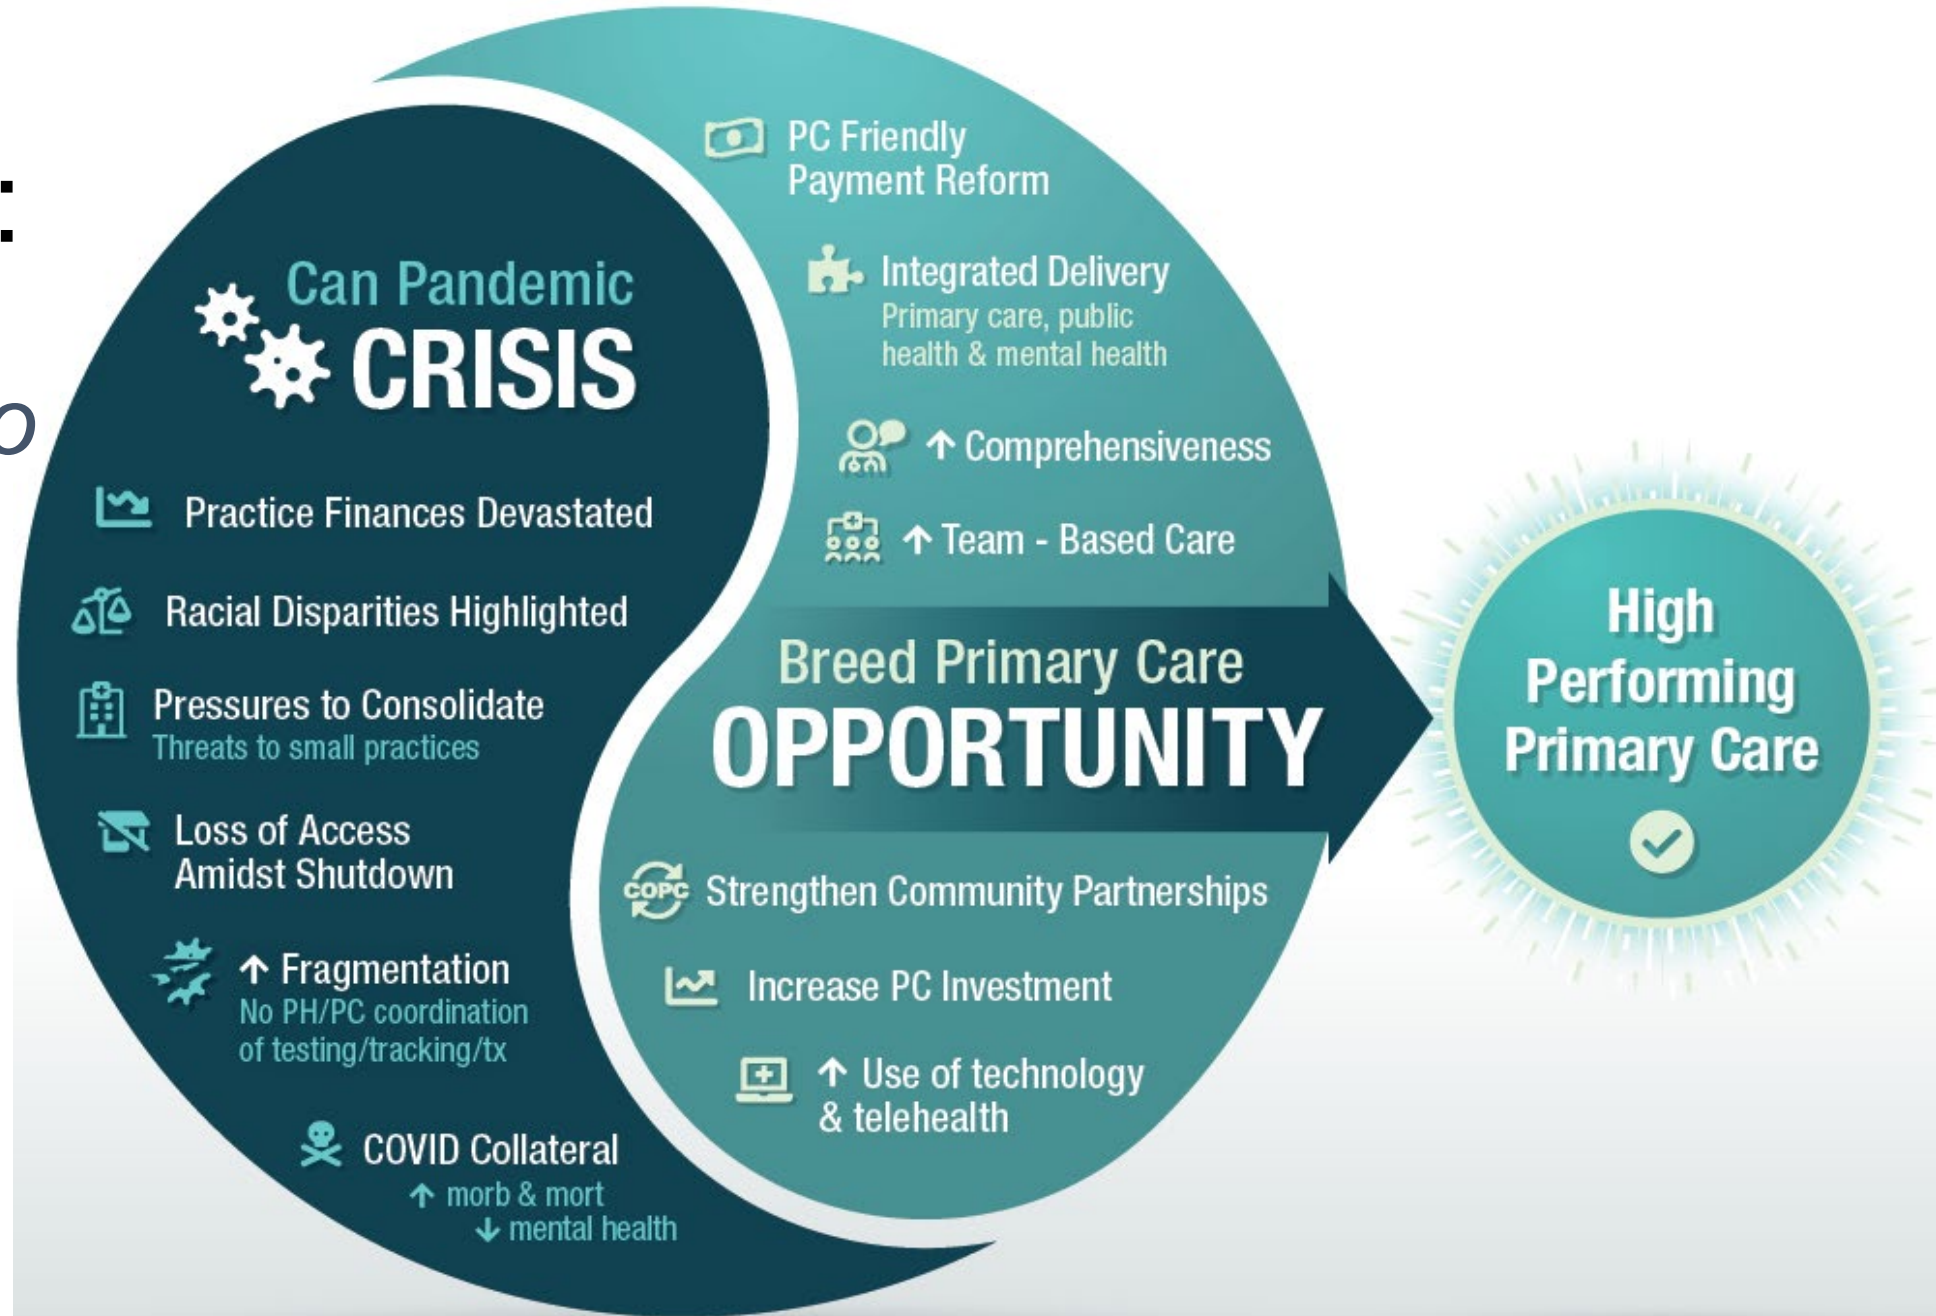 :
o
Can Pandemic
CRISIS
Practice Finances Devastated
Racial Disparities Highlighted
Pressures to Consolidate
Threats to small practices
Loss of Access
Amidst Shutdown
↑ Fragmentation
No PH/PC coordination
of testing/tracking/tx
COVID Collateral
↑ morb & mort
↓ mental health
PC Friendly
Payment Reform
Integrated Delivery
Primary care, public
health & mental health
↑ Comprehensiveness
↑ Team - Based Care
Breed Primary Care
OPPORTUNITY
COPC
Strengthen Community Partnerships
Increase PC Investment
↑ Use of technology
& telehealth
High
Performing
Primary Care